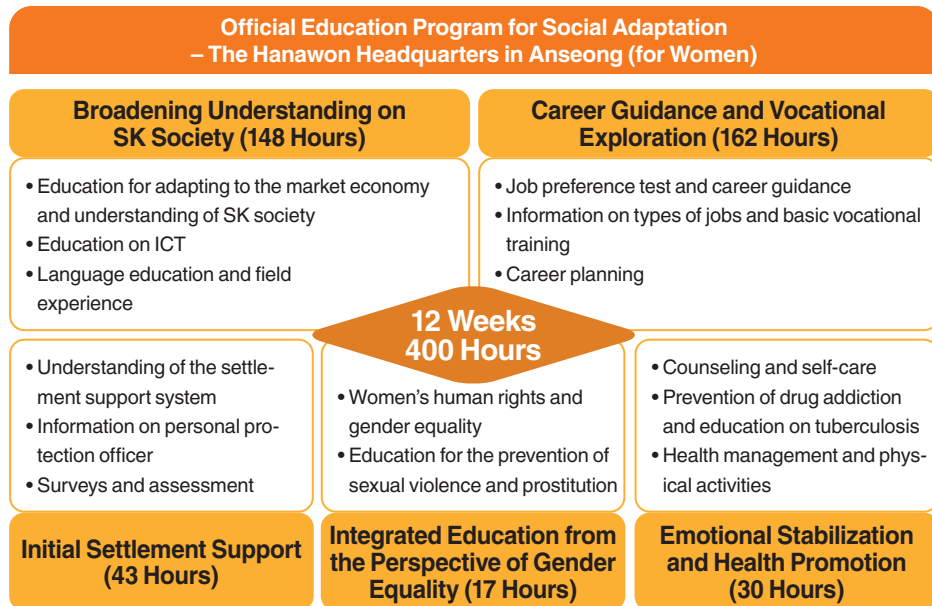 Official Education Program for Social Adaptation
– The Hanawon Headquarters in Anseong (for Women)
Broadening Understanding on
SK Society (148 Hours)
• Education for adapting to the market economy
and understanding of SK society
• Education on ICT
• Language education and field
experience
Career Guidance and Vocational
Exploration (162 Hours)
• Job preference test and career guidance
• Information on types of jobs and basic vocational
training
• Career planning
12 Weeks
400 Hours
• Understanding of the settle-
ment support system
• Information on personal pro-
tection officer
• Surveys and assessment
Initial Settlement Support
(43 Hours)
• Women’s human rights and
gender equality
• Education for the prevention of
sexual violence and prostitution
Integrated Education from
the Perspective of Gender
Equality (17 Hours)
• Counseling and self-care
• Prevention of drug addiction
and education on tuberculosis
• Health management and phys-
ical activities
Emotional Stabilization
and Health Promotion
(30 Hours)